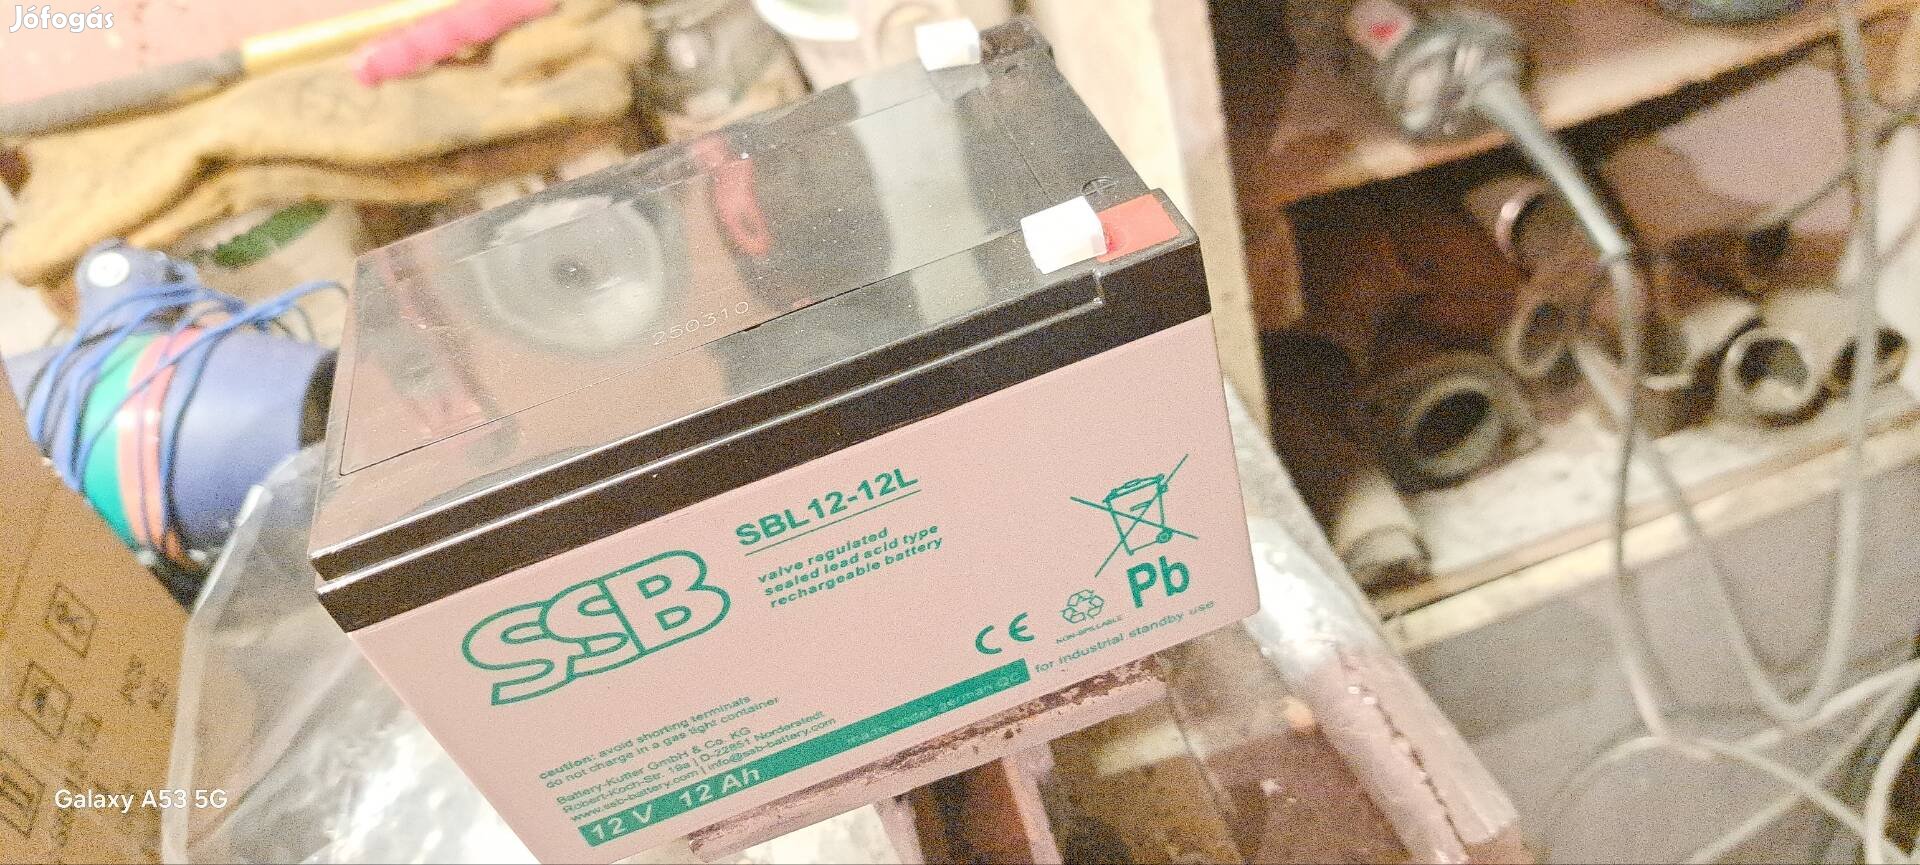 Jófogás
250310
SBL12-12L
valve regulated
sealed lead acid type
rechargeable battery
SSB
Pb
CE
NON-SPILLABLE
caution: avoid shorting terminals
do not charge in a gas tight container
Battery-Kutter GmbH & Co. KG
Robert-Koch-Str. 19a | D-22851 Norderstedt
www.ssb-battery.com | info@ssb-battery.com
12 V 12 Ah
made under german QC
for industrial standby use
Galaxy A53 5G